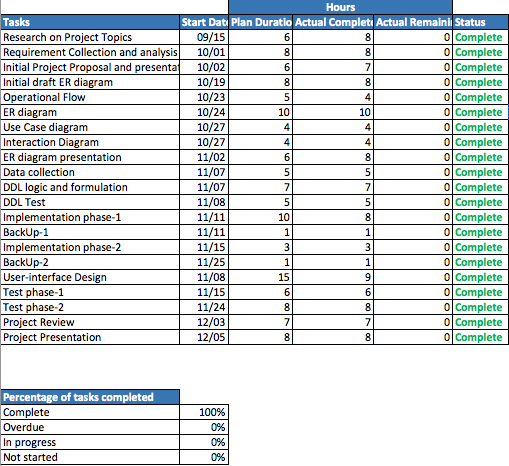 Hours
Tasks Start Date Plan Duratio Actual Complet Actual Remaini Status
Research on Project Topics 09/15 6 8 0 Complete
Requirement Collection and analysis 10/01 8 8 0 Complete
Initial Project Proposal and presenta 10/02 6 7 0 Complete
Initial draft ER diagram 10/19 8 8 0 Complete
Operational Flow 10/23 5 4 0 Complete
ER diagram 10/24 10 10 0 Complete
Use Case diagram 10/27 4 4 0 Complete
Interaction Diagram 10/27 4 4 0 Complete
ER diagram presentation 11/02 6 8 0 Complete
Data collection 11/07 5 5 0 Complete
DDL logic and formulation 11/07 7 7 0 Complete
DDL Test 11/08 5 5 0 Complete
Implementation phase-1 11/11 10 8 0 Complete
BackUp-1 11/11 1 1 0 Complete
Implementation phase-2 11/15 3 3 0 Complete
BackUp-2 11/25 1 1 0 Complete
User-interface Design 11/08 15 9 0 Complete
Test phase-1 11/15 6 6 0 Complete
Test phase-2 11/24 8 8 0 Complete
Project Review 12/03 7 7 0 Complete
Project Presentation 12/05 8 8 0 Complete
Percentage of tasks completed
Complete 100%
Overdue 0%
In progress 0%
Not started 0%